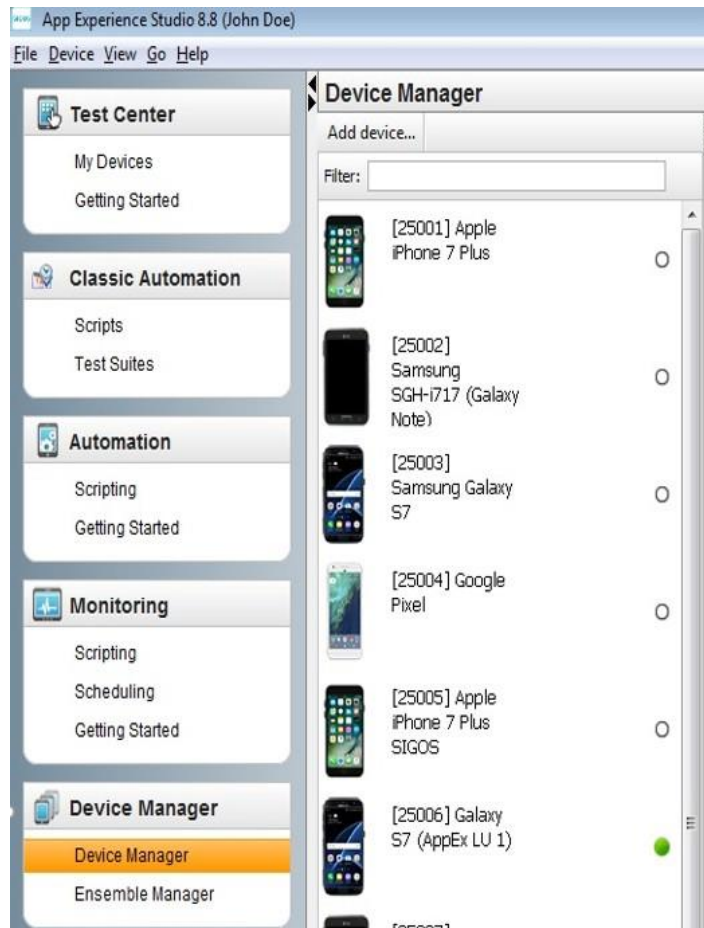 App Experience Studio 8.8 (John Doe)
File Device View Go Help
Test Center
My Devices
Getting Started
Classic Automation
Scripts
Test Suites
Automation
Scripting
Getting Started
Monitoring
Scripting
Scheduling
Getting Started
Device Manager
Device Manager
Ensemble Manager
Device Manager
Add device...
Filter:
[25001] Apple
iPhone 7 Plus
[25002]
Samsung
SGH-i717 (Galaxy
Note)
[25003]
Samsung Galaxy
S7
[25004] Google
Pixel
[25005] Apple
iPhone 7 Plus
SIGOS
[25006] Galaxy
S7 (AppEx LU 1)